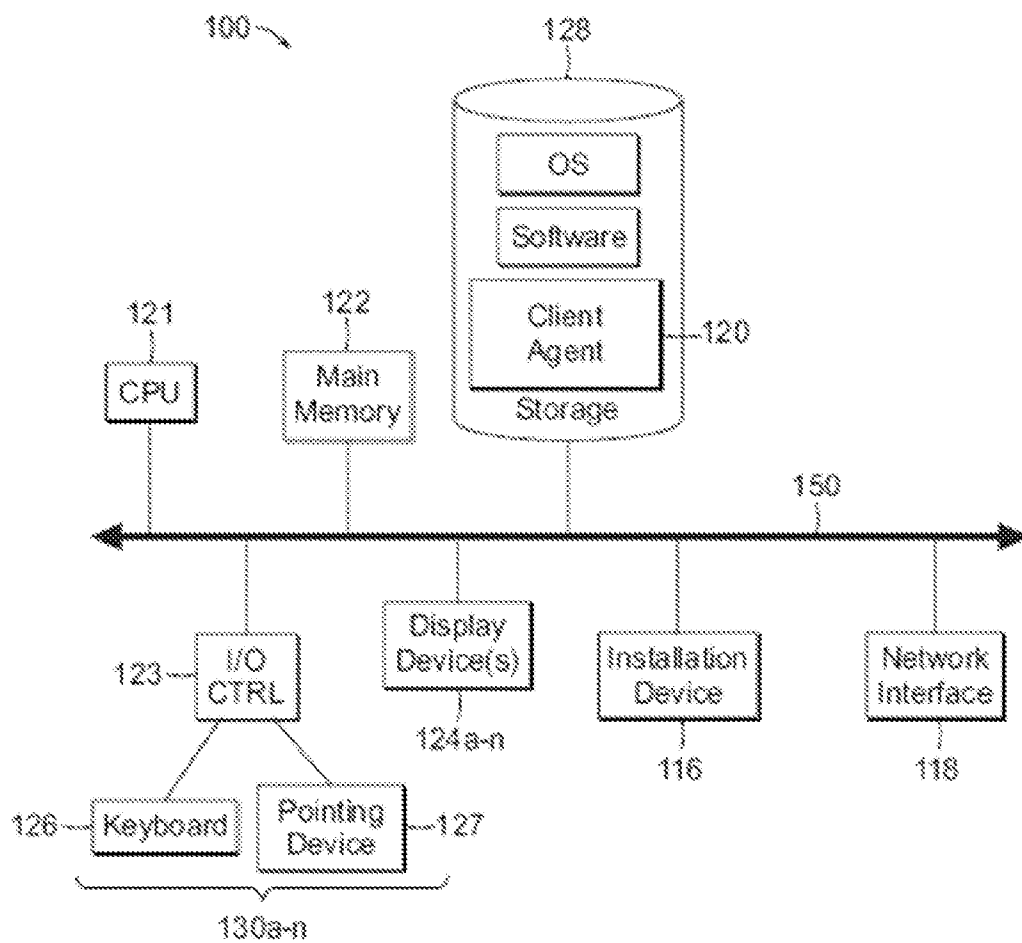 100
128
OS
Software
Client
Agent
120
Storage
121
CPU
122
Main
Memory
150
123
I/O
CTRL
Display
Device(s)
124a-n
Installation
Device
116
Network
Interface
118
126
Keyboard
Pointing
Device
127
130a-n